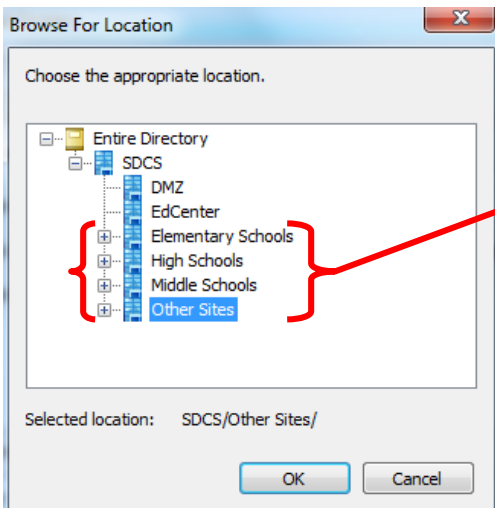 Browse For Location
Choose the appropriate location.
Entire Directory
SDCS
DMZ
EdCenter
Elementary Schools
High Schools
Middle Schools
Other Sites
Selected location: SDCS/Other Sites/
OK Cancel